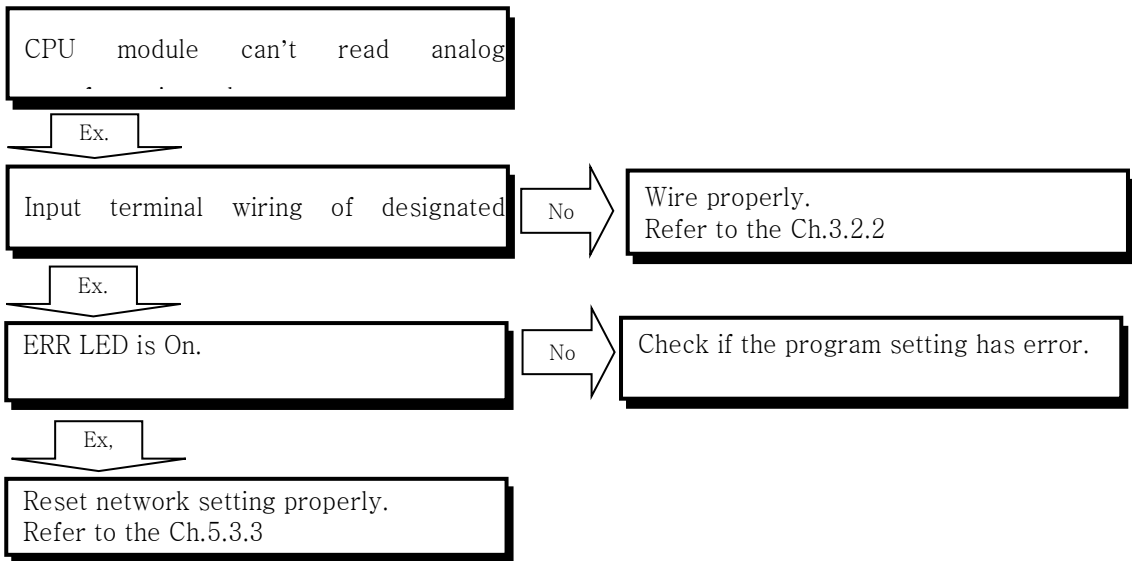 CPU module can't read analog
Ex.
Input terminal wiring of designated
No
Wire properly.
Refer to the Ch.3.2.2
Ex.
ERR LED is On.
No
Check if the program setting has error.
Ex,
Reset network setting properly.
Refer to the Ch.5.3.3